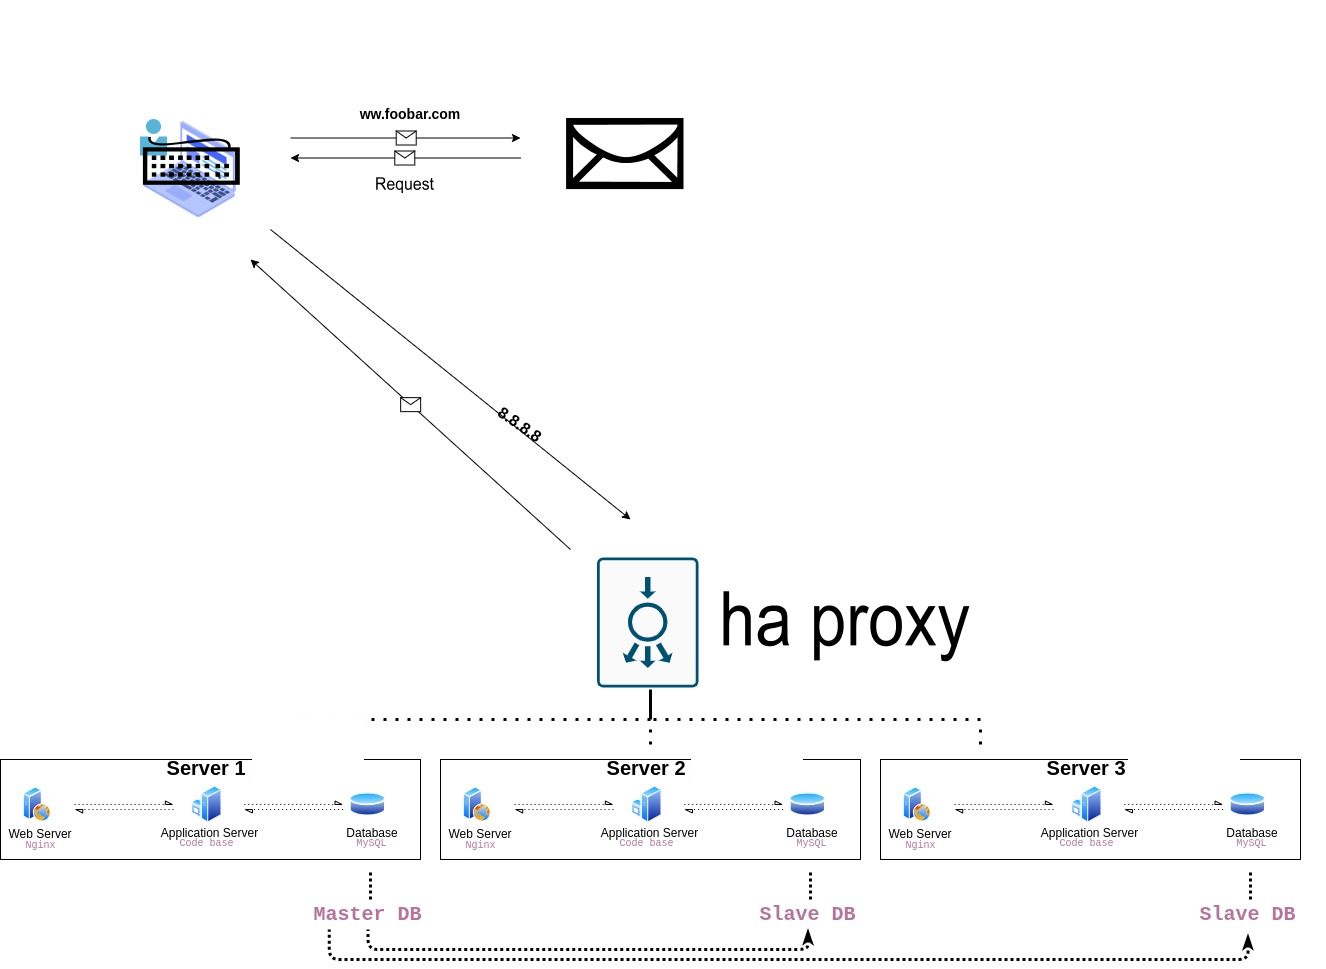 ww.foobar.com
Request
8.8.8.8
ha proxy
Server 1
Web Server
Nginx
Application Server
Code base
Database
MySQL
Server 2
Web Server
Nginx
Application Server
Code base
Database
MySQL
Server 3
Web Server
Nginx
Application Server
Code base
Database
MySQL
Master DB
Slave DB
Slave DB